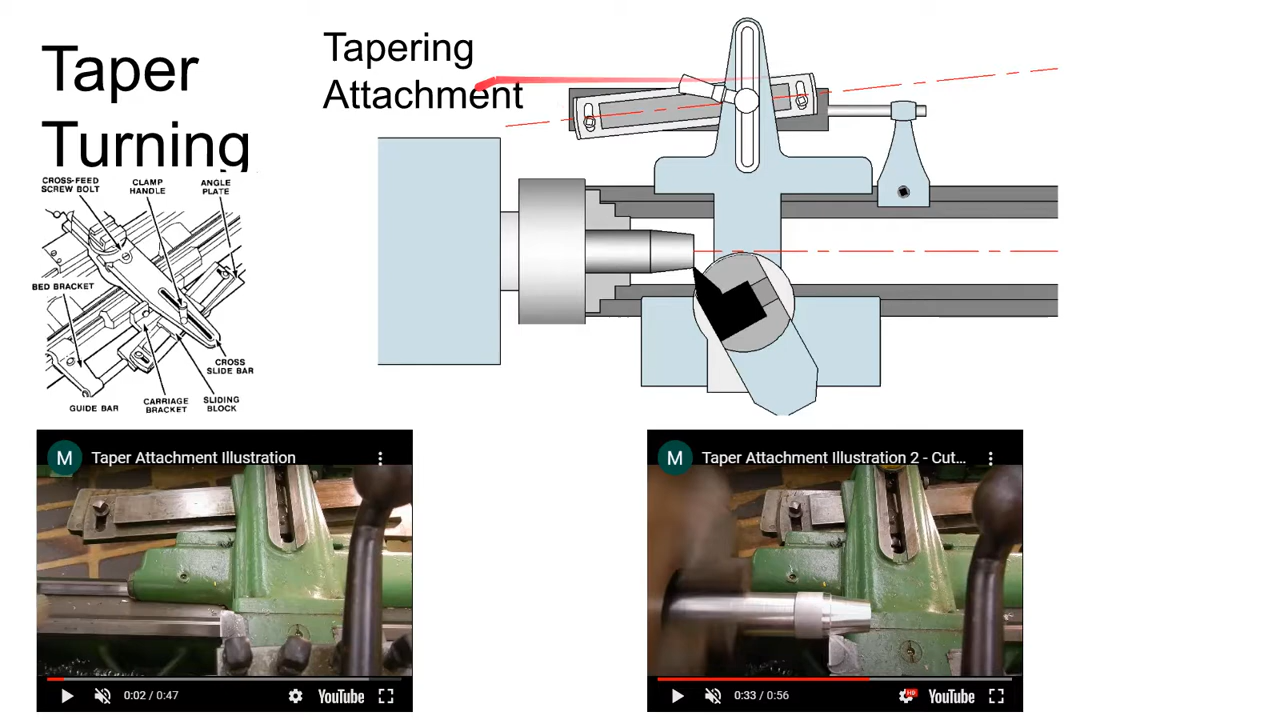 Taper
Turning
Tapering
Attachment
CROSS-FEED
SCREW BOLT
CLAMP
HANDLE
ANGLE
PLATE
BED BRACKET
CROSS
SLIDE BAR
GUIDE BAR
CARRIAGE
BRACKET
SLIDING
BLOCK
M
Taper Attachment Illustration
0:02 / 0:47
YouTube
M
Taper Attachment Illustration 2 - Cut...
0:33 / 0:56
HD
YouTube